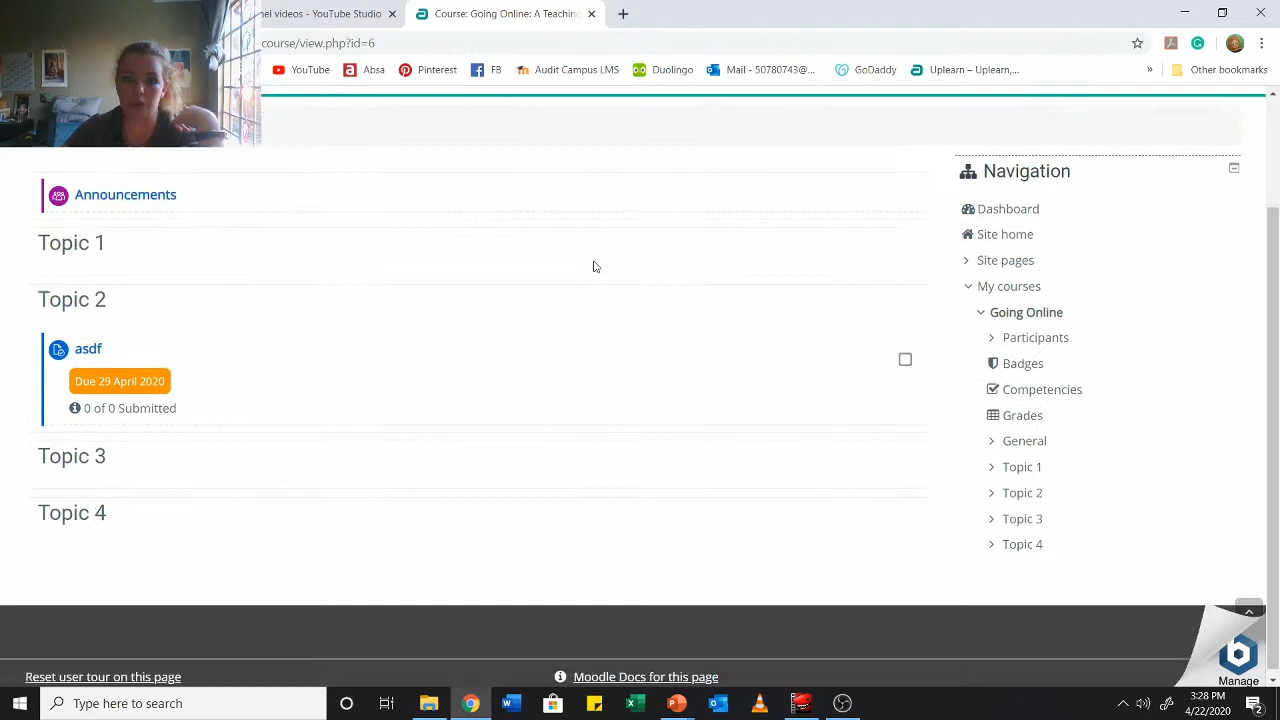 nel videos - YouTube Studio
Course: Going Online: A Teachin
course/view.php?id=6
YouTube
Absa
Pinterest
FB
Audit Campus LMS
Duolingo
Mail - 50780743@...
GoDaddy
Uplearn – Uplearn,...
»
Other bookmarks
Announcements
Topic 1
Topic 2
asdf
Due 29 April 2020
0 of 0 Submitted
Topic 3
Topic 4
Navigation
Dashboard
Site home
Site pages
My courses
Going Online
Participants
Badges
Competencies
Grades
General
Topic 1
Topic 2
Topic 3
Topic 4
Reset user tour on this page
Moodle Docs for this page
Manage
Type here to search
3:28 PM
4/22/2020
2